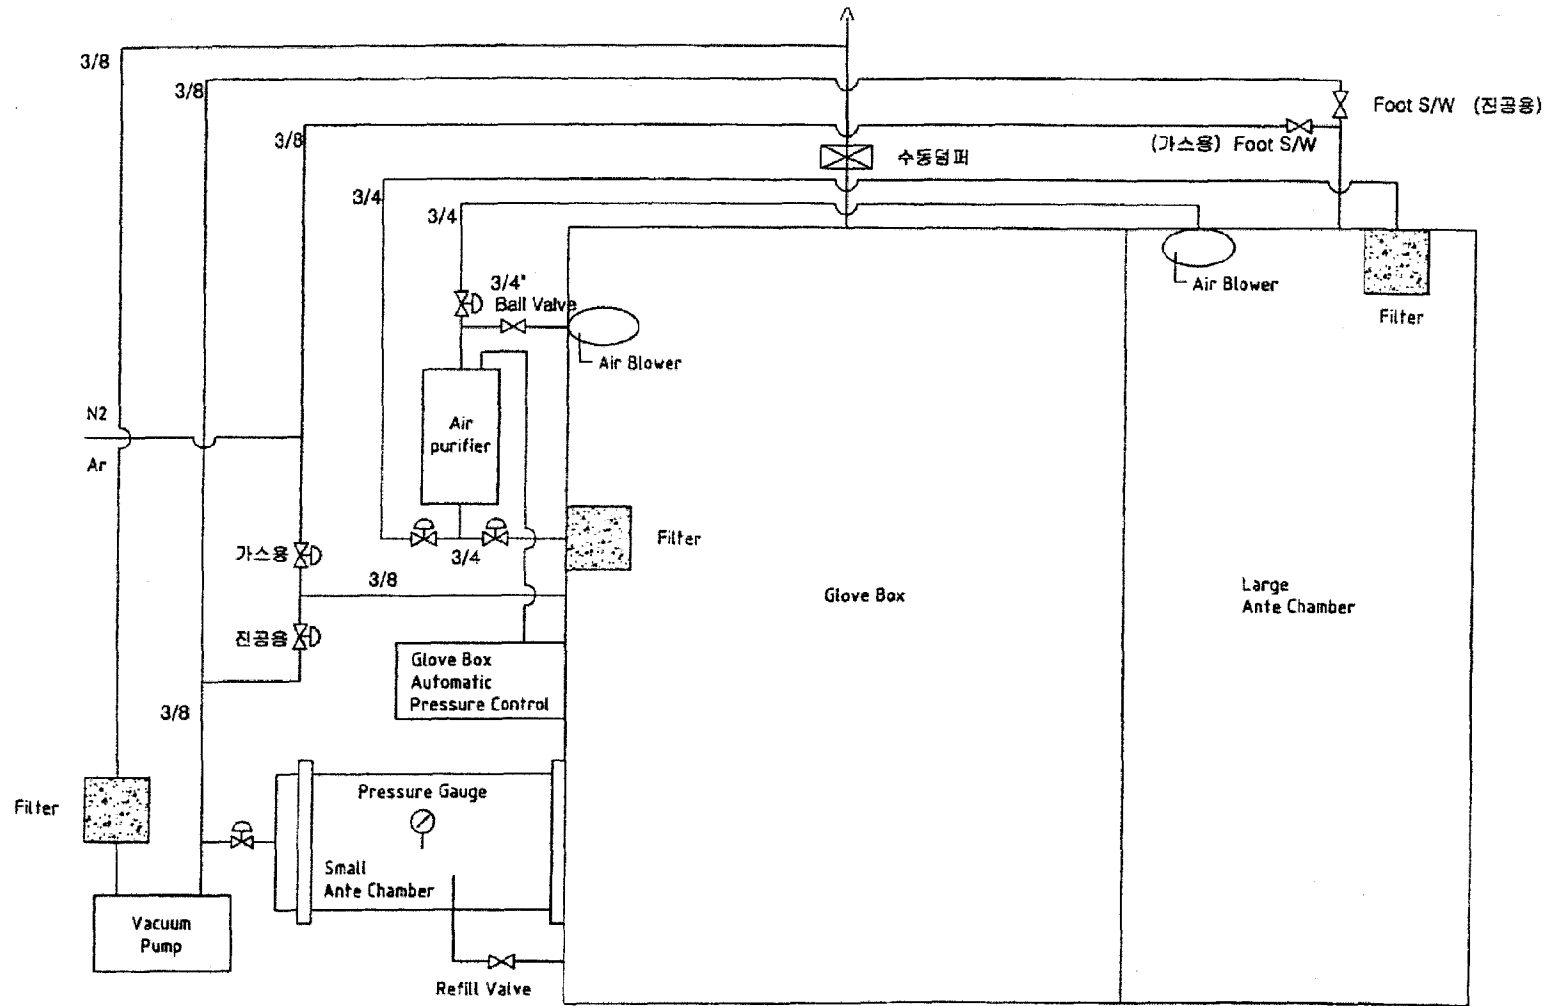 3/8
3/8
Foot S/W (진공용)
3/8
(가스용) Foot S/W
수동덤퍼
3/4
3/4
3/4"
Ball Valve
Air Blower
Filter
Air Blower
N2
Ar
Air
purifier
Filter
가스용
3/4
3/8
Glove Box
Large
Ante Chamber
진공용
Glove Box
Automatic
Pressure Control
3/8
Filter
Pressure Gauge
Small
Ante Chamber
Vacuum
Pump
Refill Valve